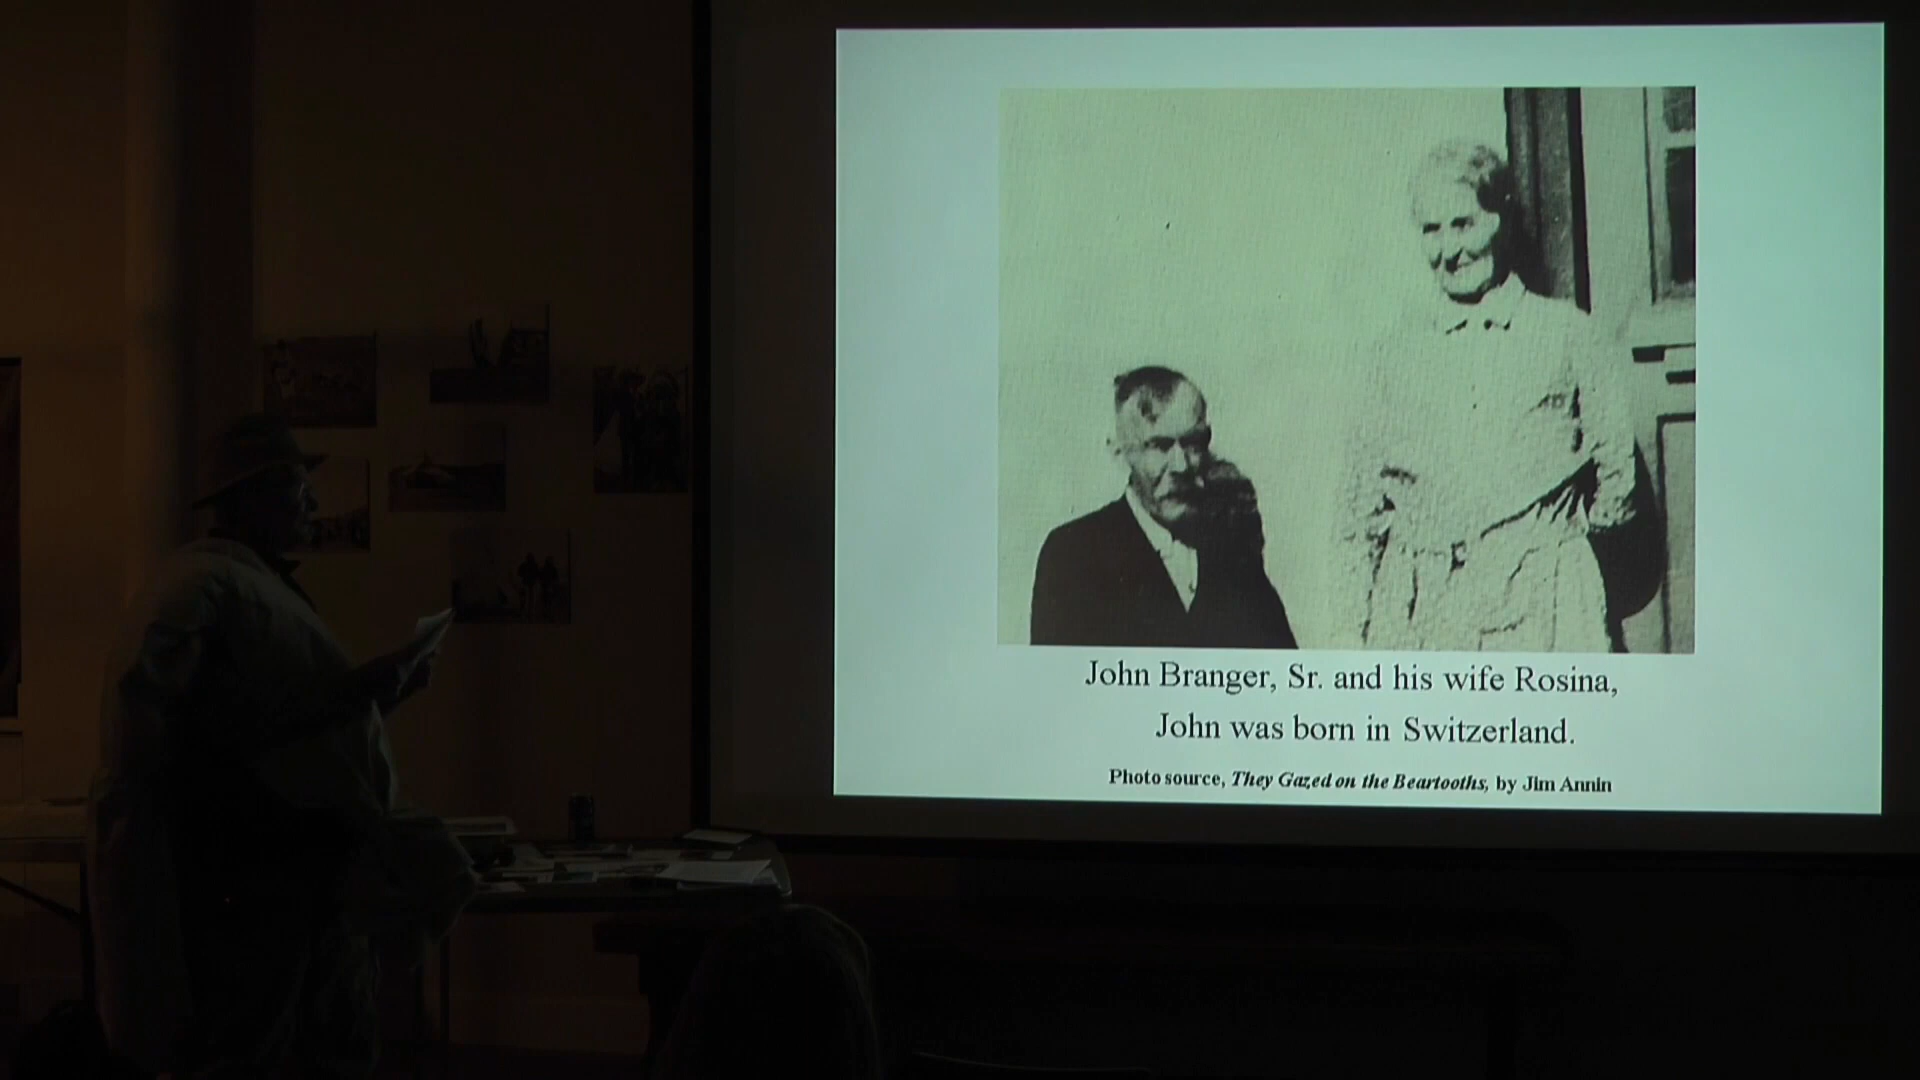 John Branger, Sr. and his wife Rosina,
John was born in Switzerland.
Photo source, They Gazed on the Beartooths, by Jim Annin